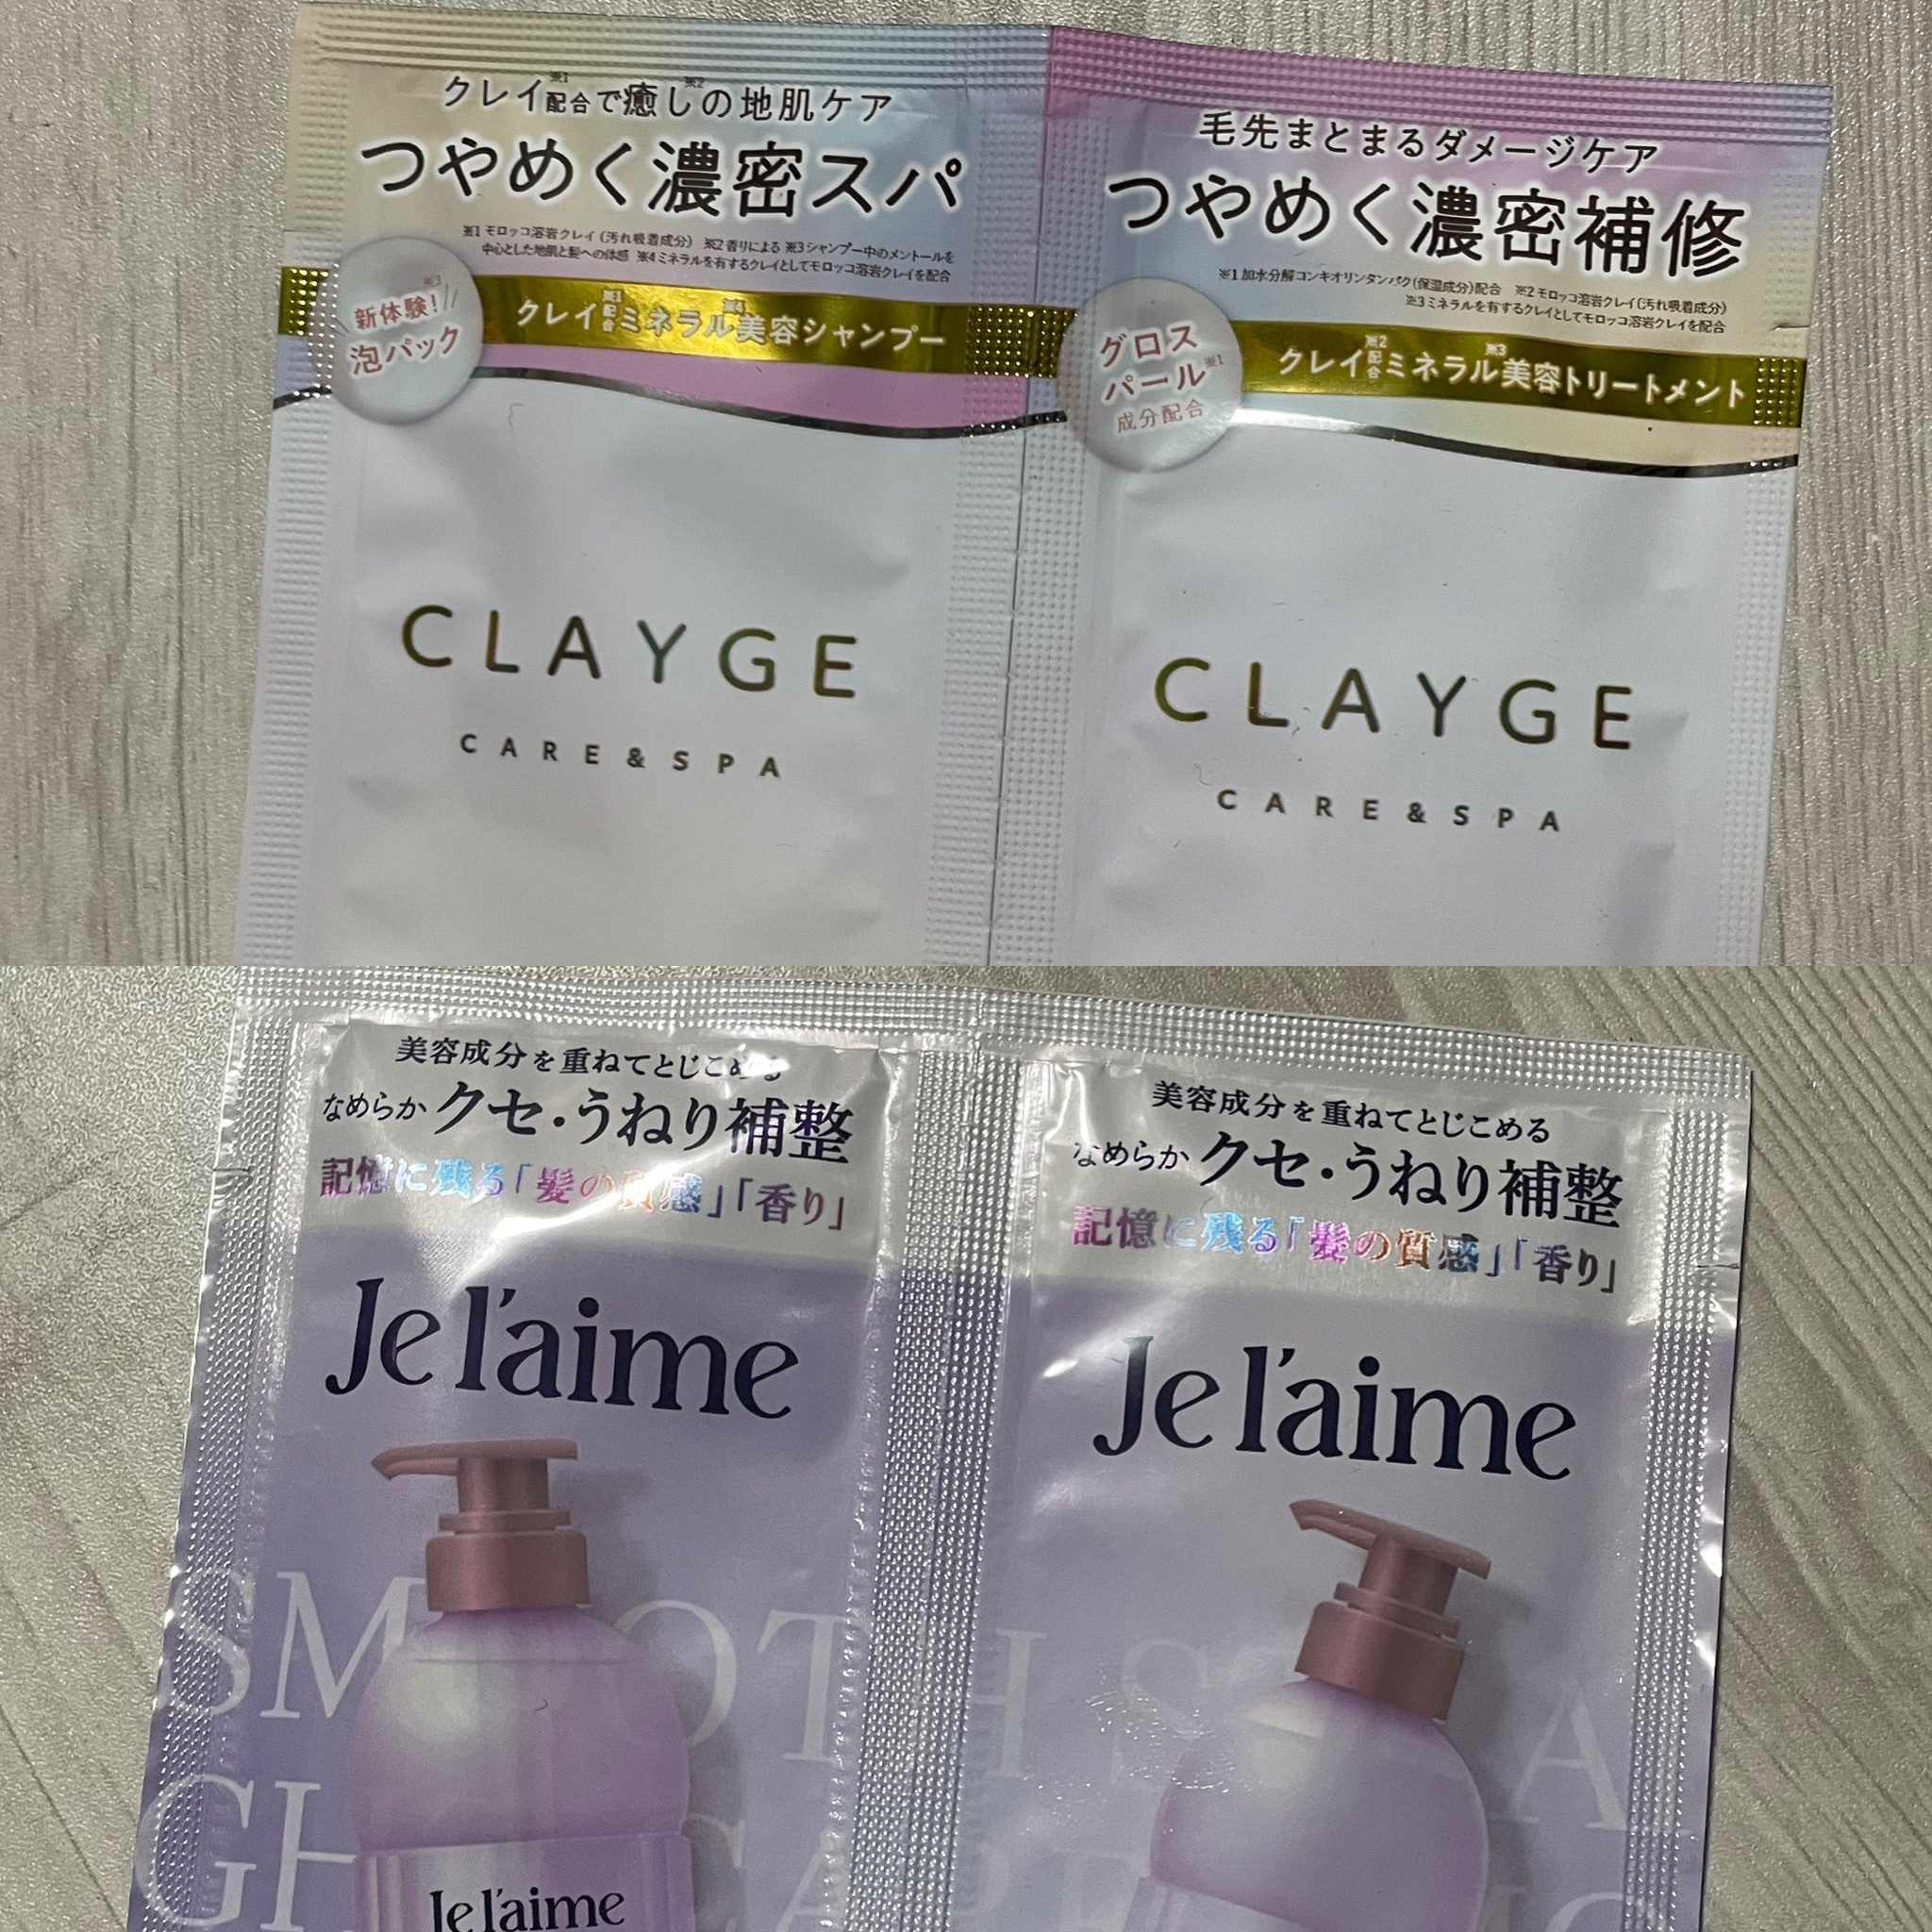 クレイ※1配合で癒し※2の地肌ケア
つやめく濃密スパ
※1 モロッコ溶岩クレイ(汚れ吸着成分) ※2 香りによる ※3 シャンプー中のメントールを
中心とした地肌と髪への体感 ※4 ミネラルを有するクレイとしてモロッコ溶岩クレイを配合
新体験!※3
泡パック
クレイ※1配合ミネラル※4美容シャンプー
CLAYGE
CARE&SPA
毛先まとまるダメージケア
つやめく濃密補修
※1 加水分解コンキオリンタンパク(保湿成分)配合 ※2 モロッコ溶岩クレイ(汚れ吸着成分)
※3 ミネラルを有するクレイとしてモロッコ溶岩クレイを配合
グロス
パール※1
成分配合
クレイ※2配合ミネラル※3美容トリートメント
CLAYGE
CARE&SPA
美容成分を重ねてとじこめる
なめらかクセ・うねり補整
記憶に残る「髪の質感」「香り」
Je l'aime
Je l'aime
美容成分を重ねてとじこめる
なめらかクセ・うねり補整
記憶に残る「髪の質感」「香り」
Je l'aime